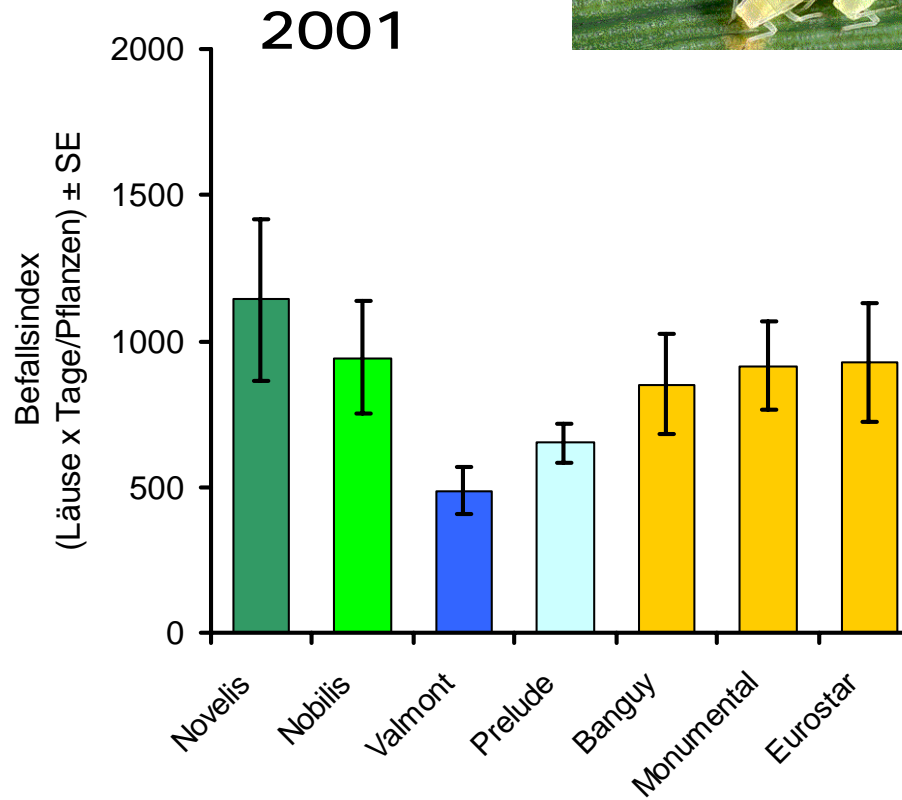 2001
Befallsindex
(Läuse x Tage/Pflanzen) ± SE
2000
1500
1000
500
0
Novelis
Nobilis
Valmont
Prelude
Banguy
Monumental
Eurostar